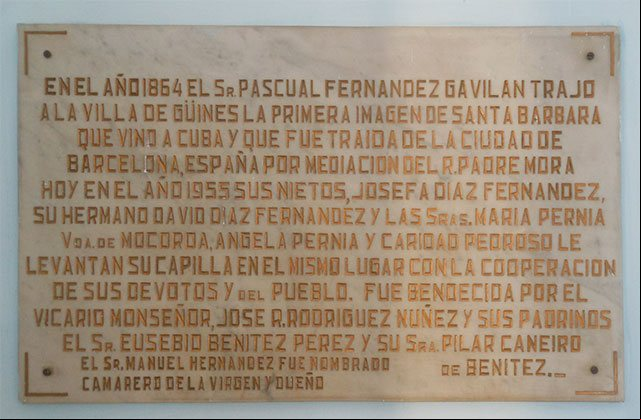 EN EL AÑO 1864 EL SR. PASCUAL FERNANDEZ GAVILAN TRAJO
A LA VILLA DE GÜINES LA PRIMERA IMAGEN DE SANTA BARBARA
QUE VINO A CUBA Y QUE FUE TRAIDA DE LA CIUDAD DE
BARCELONA, ESPAÑA POR MEDIACION DEL R. PADRE MORA
HOY EN EL AÑO 1955 SUS NIETOS, JOSEFA DÍAZ FERNANDEZ,
SU HERMANO DAVID DÍAZ FERNANDEZ Y LAS SRAS. MARIA PERNIA
VDA. DE MOCOROA, ANGELA PERNIA Y CARIDAD PEDROSO LE
LEVANTAN SU CAPILLA EN EL MISMO LUGAR CON LA COOPERACION
DE SUS DEVOTOS Y DEL PUEBLO. FUE BENDECIDA POR EL
VICARIO MONSEÑOR, JOSE R. RODRIGUEZ NUÑEZ Y SUS PADRINOS
EL SR. EUSEBIO BENITEZ PEREZ Y SU SRA. PILAR CANEIRO
DE BENITEZ._
EL SR. MANUEL HERNANDEZ FUE NOMBRADO
CAMARERO DE LA VIRGEN Y DUEÑO